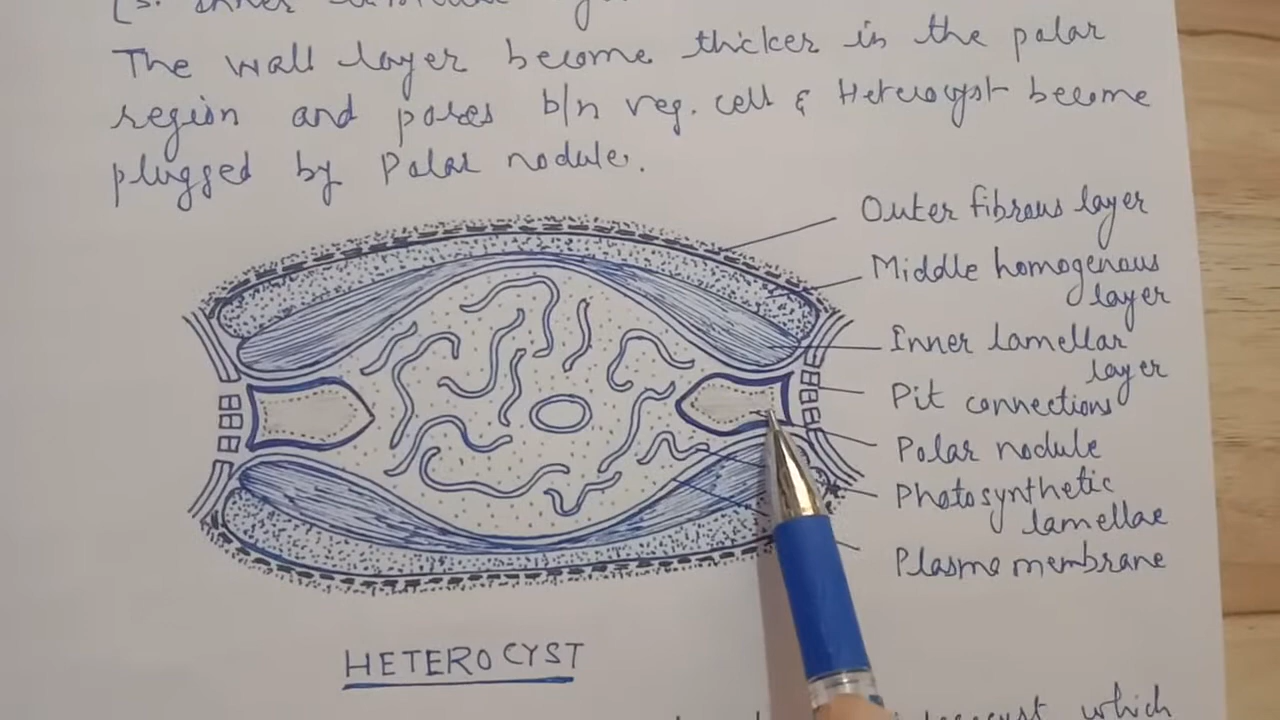 The wall layer become thicker in the polar
region and pores b/n veg. cell & Heterocyst become
plugged by Polar nodule.
Outer fibrous layer
Middle homogenous
layer
Inner lamellar
layer
Pit connections
Polar nodule
Photosynthetic
lamellae
Plasma membrane
HETEROCYST
which